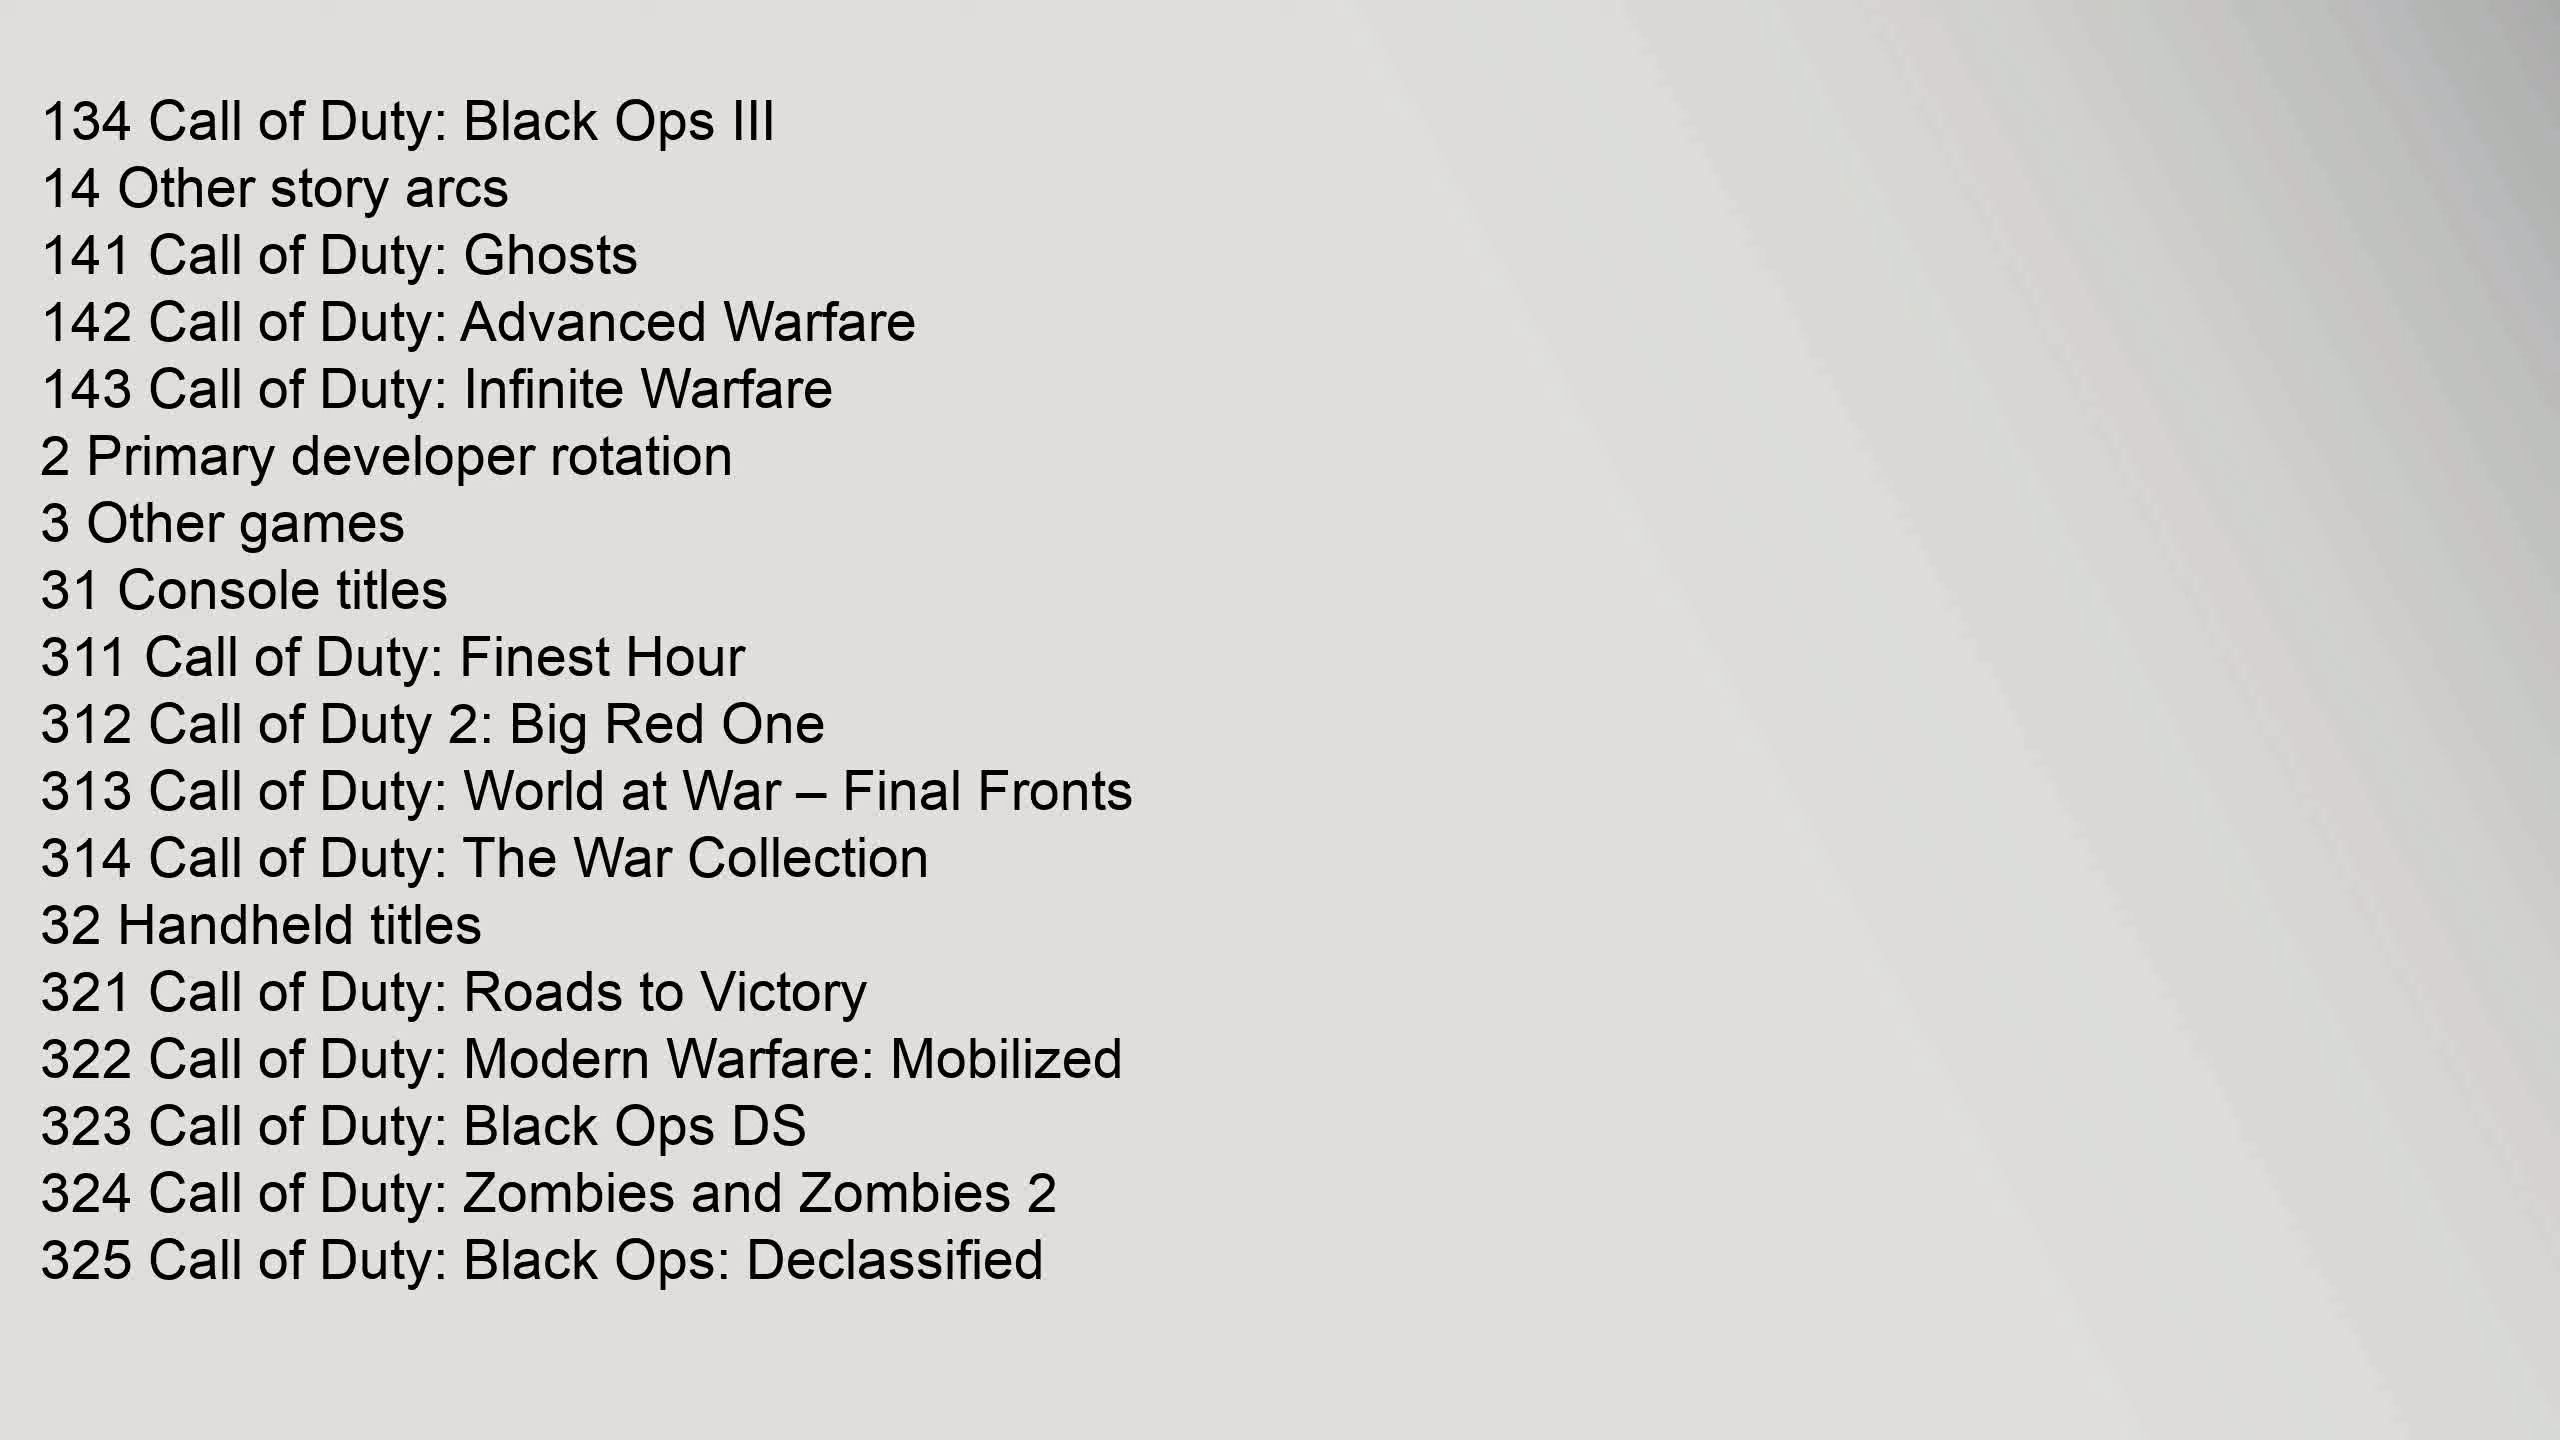 134 Call of Duty: Black Ops III
14 Other story arcs
141 Call of Duty: Ghosts
142 Call of Duty: Advanced Warfare
143 Call of Duty: Infinite Warfare
2 Primary developer rotation
3 Other games
31 Console titles
311 Call of Duty: Finest Hour
312 Call of Duty 2: Big Red One
313 Call of Duty: World at War – Final Fronts
314 Call of Duty: The War Collection
32 Handheld titles
321 Call of Duty: Roads to Victory
322 Call of Duty: Modern Warfare: Mobilized
323 Call of Duty: Black Ops DS
324 Call of Duty: Zombies and Zombies 2
325 Call of Duty: Black Ops: Declassified